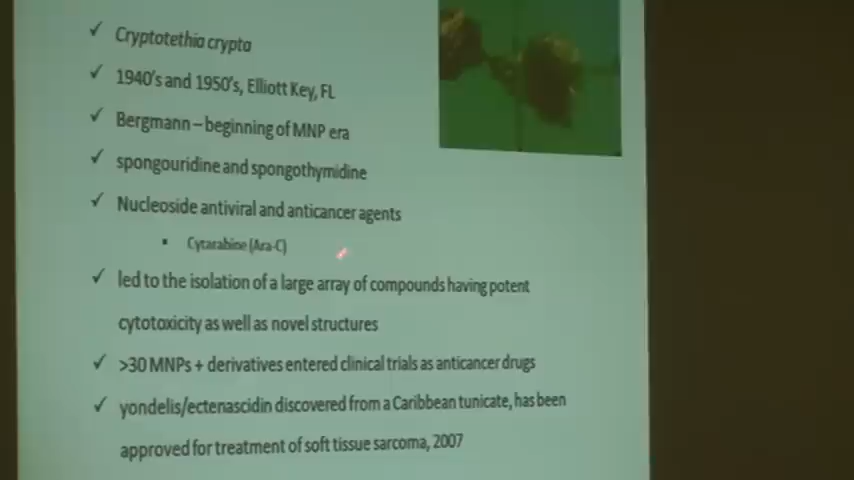 Cryptotethia crypta
1940's and 1950's, Elliott Key, FL
Bergmann – beginning of MNP era
spongouridine and spongothymidine
Nucleoside antiviral and anticancer agents
Cytarabine (Ara-C)
led to the isolation of a large array of compounds having potent
cytotoxicity as well as novel structures
>30 MNPs + derivatives entered clinical trials as anticancer drugs
yondelis/ectenascidin discovered from a Caribbean tunicate, has been
approved for treatment of soft tissue sarcoma, 2007